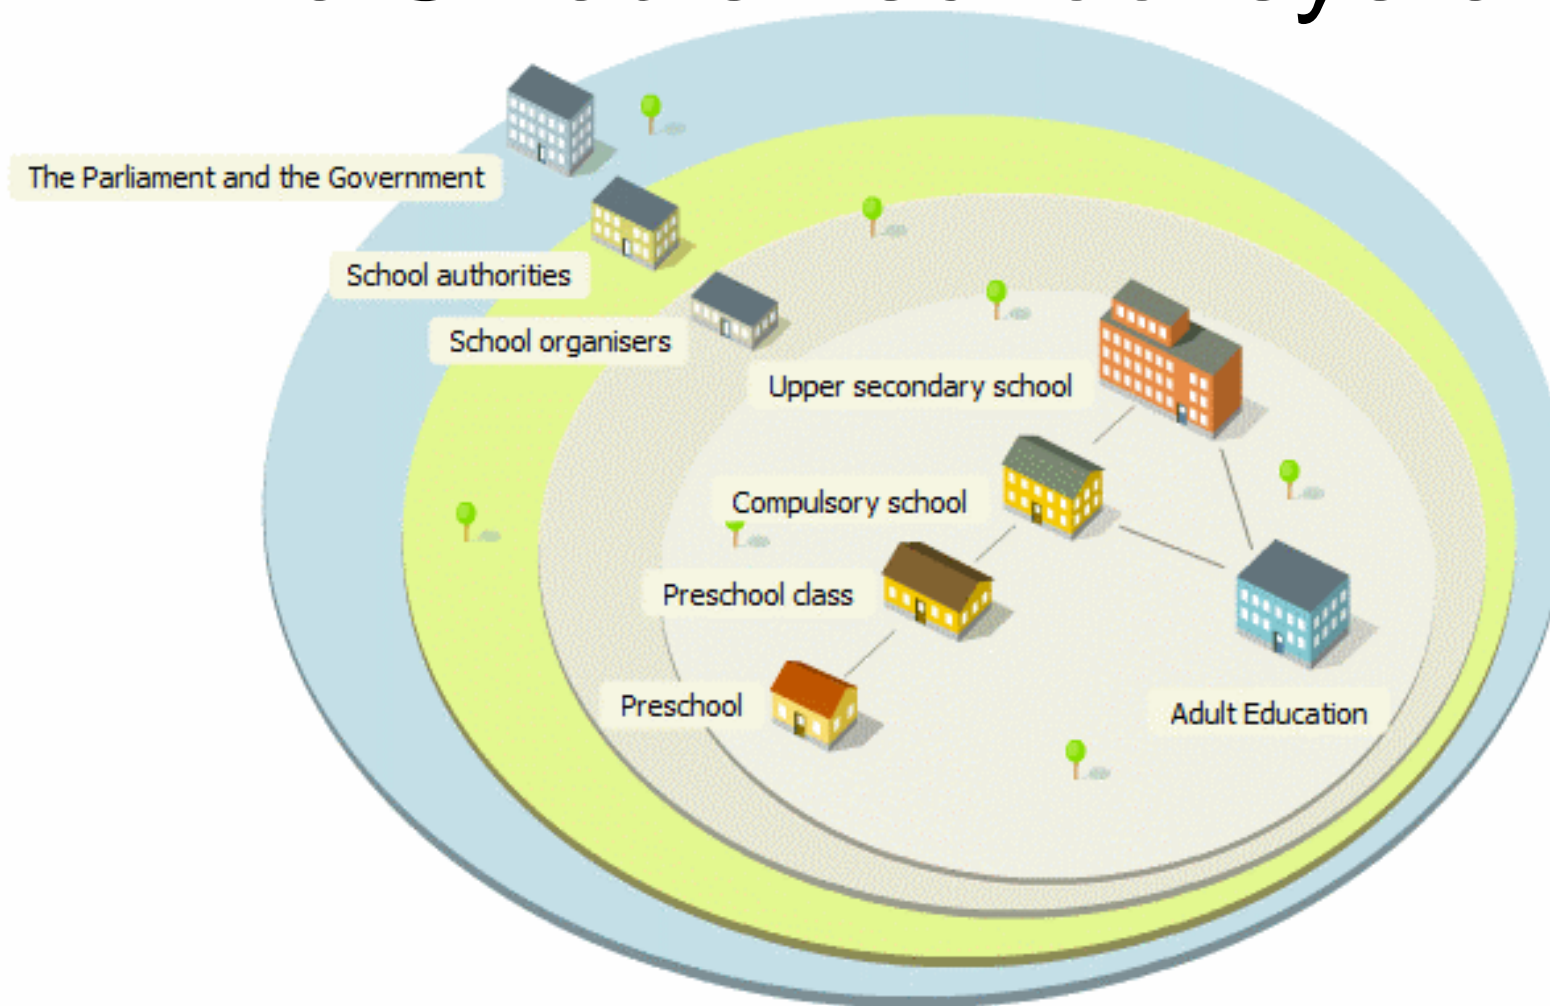 The Parliament and the Government
School authorities
School organisers
Upper secondary school
Compulsory school
Preschool class
Preschool
Adult Education